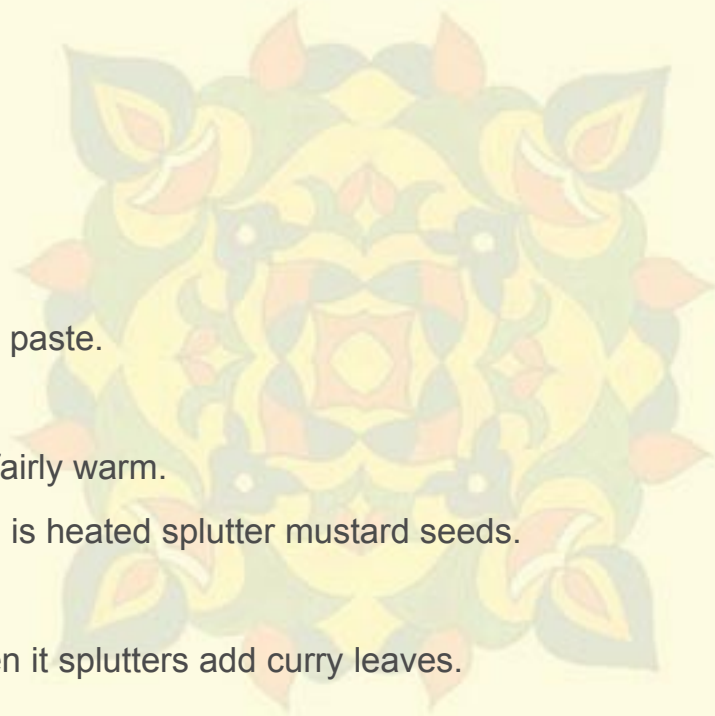 paste.
fairly warm.
is heated splutter mustard seeds.
en it splutters add curry leaves.